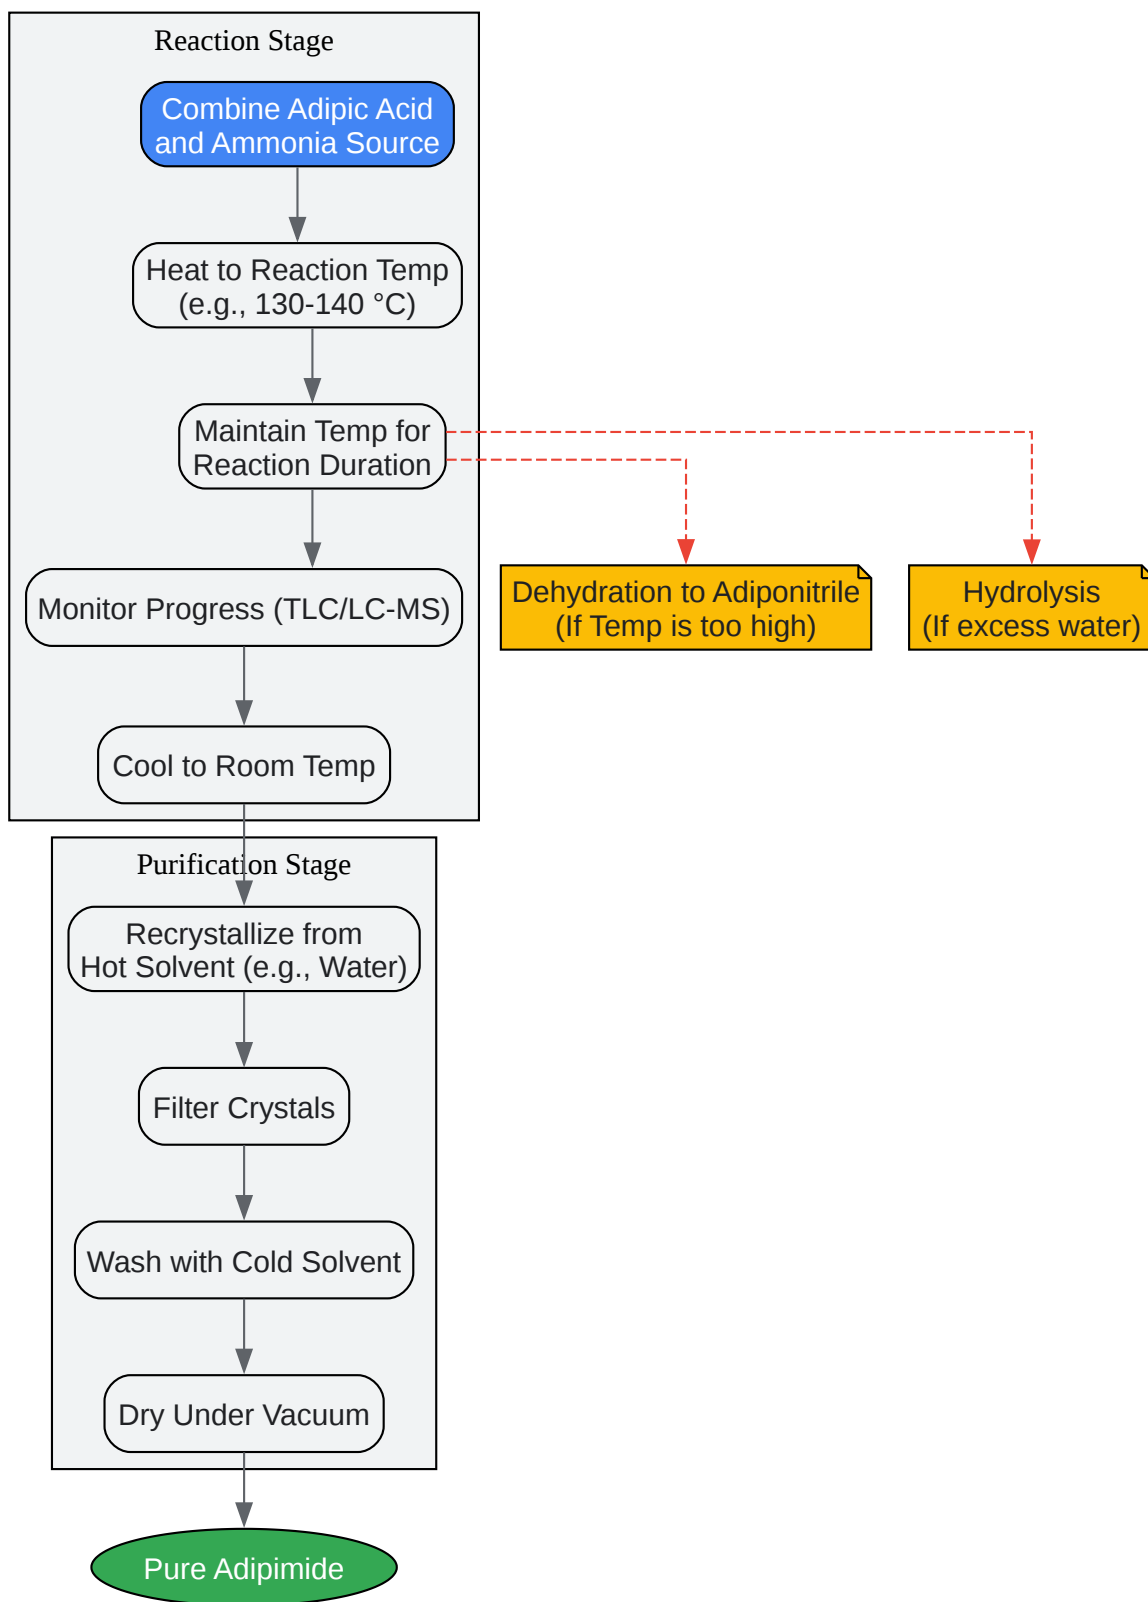 Reaction Stage
Combine Adipic Acid
and Ammonia Source
Heat to Reaction Temp
(e.g., 130-140 °C)
Maintain Temp for
Reaction Duration
Monitor Progress (TLC/LC-MS)
Dehydration to Adiponitrile
(If Temp is too high)
Hydrolysis
(If excess water)
Cool to Room Temp
Purification Stage
Recrystallize from
Hot Solvent (e.g., Water)
Filter Crystals
Wash with Cold Solvent
Dry Under Vacuum
Pure Adipimide